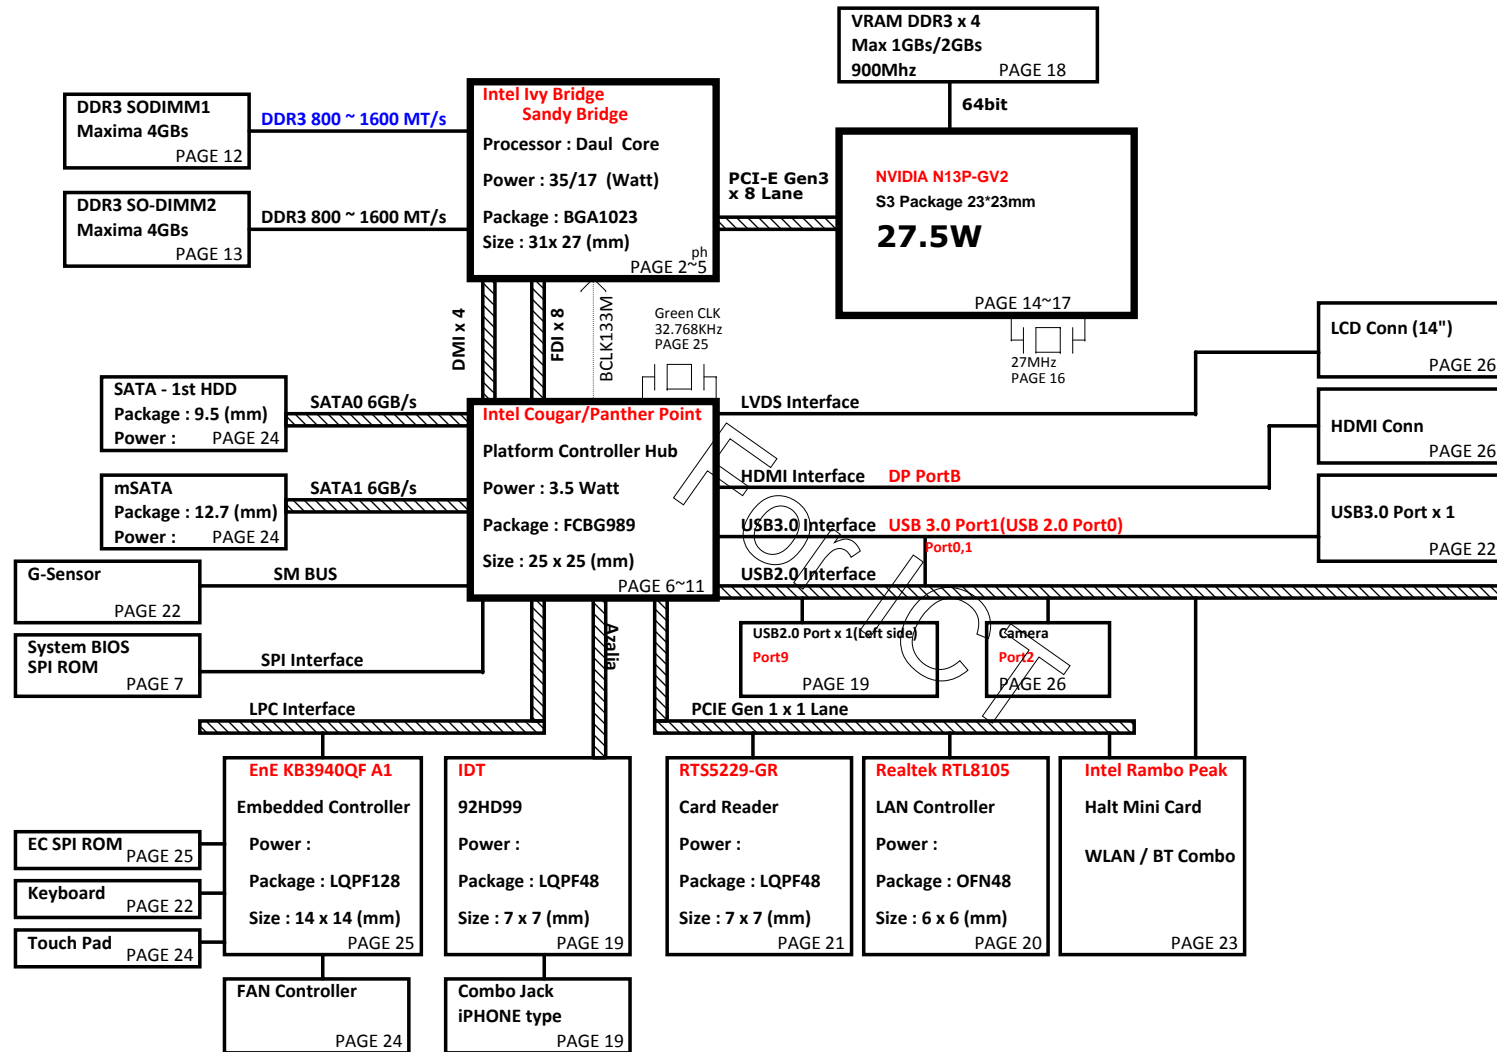 VRAM DDR3 x 4
Max 1GBs/2GBs
900Mhz PAGE 18
64bit
DDR3 SODIMM1
Maxima 4GBs
PAGE 12
DDR3 800 ~ 1600 MT/s
DDR3 SO-DIMM2
Maxima 4GBs
PAGE 13
DDR3 800 ~ 1600 MT/s
Intel Ivy Bridge
Sandy Bridge
Processor : Daul Core
Power : 35/17 (Watt)
Package : BGA1023
Size : 31x 27 (mm)
ph
PAGE 2~5
PCI-E Gen3
x 8 Lane
NVIDIA N13P-GV2
S3 Package 23*23mm
27.5W
PAGE 14~17
27MHz
PAGE 16
DMI x 4
FDI x 8
BCLK133M
Green CLK
32.768KHz
PAGE 25
LCD Conn (14")
PAGE 26
SATA - 1st HDD
Package : 9.5 (mm)
Power : PAGE 24
SATA0 6GB/s
mSATA
Package : 12.7 (mm)
Power : PAGE 24
SATA1 6GB/s
Intel Cougar/Panther Point
Platform Controller Hub
Power : 3.5 Watt
Package : FCBG989
Size : 25 x 25 (mm)
PAGE 6~11
LVDS Interface
HDMI Interface DP PortB
HDMI Conn
PAGE 26
USB3.0 Interface USB 3.0 Port1(USB 2.0 Port0)
Port0,1
USB3.0 Port x 1
PAGE 22
USB2.0 Interface
For ICT
G-Sensor
PAGE 22
SM BUS
System BIOS
SPI ROM
PAGE 7
SPI Interface
Azalia
USB2.0 Port x 1(Left side)
Port9
PAGE 19
Camera
Port2
PAGE 26
LPC Interface
PCIE Gen 1 x 1 Lane
EnE KB3940QF A1
Embedded Controller
Power :
Package : LQPF128
Size : 14 x 14 (mm)
PAGE 25
IDT
92HD99
Power :
Package : LQPF48
Size : 7 x 7 (mm)
PAGE 19
RTS5229-GR
Card Reader
Power :
Package : LQPF48
Size : 7 x 7 (mm)
PAGE 21
Realtek RTL8105
LAN Controller
Power :
Package : OFN48
Size : 6 x 6 (mm)
PAGE 20
Intel Rambo Peak
Halt Mini Card
WLAN / BT Combo
PAGE 23
EC SPI ROM PAGE 25
Keyboard
PAGE 22
Touch Pad
PAGE 24
FAN Controller
PAGE 24
Combo Jack
iPHONE type
PAGE 19